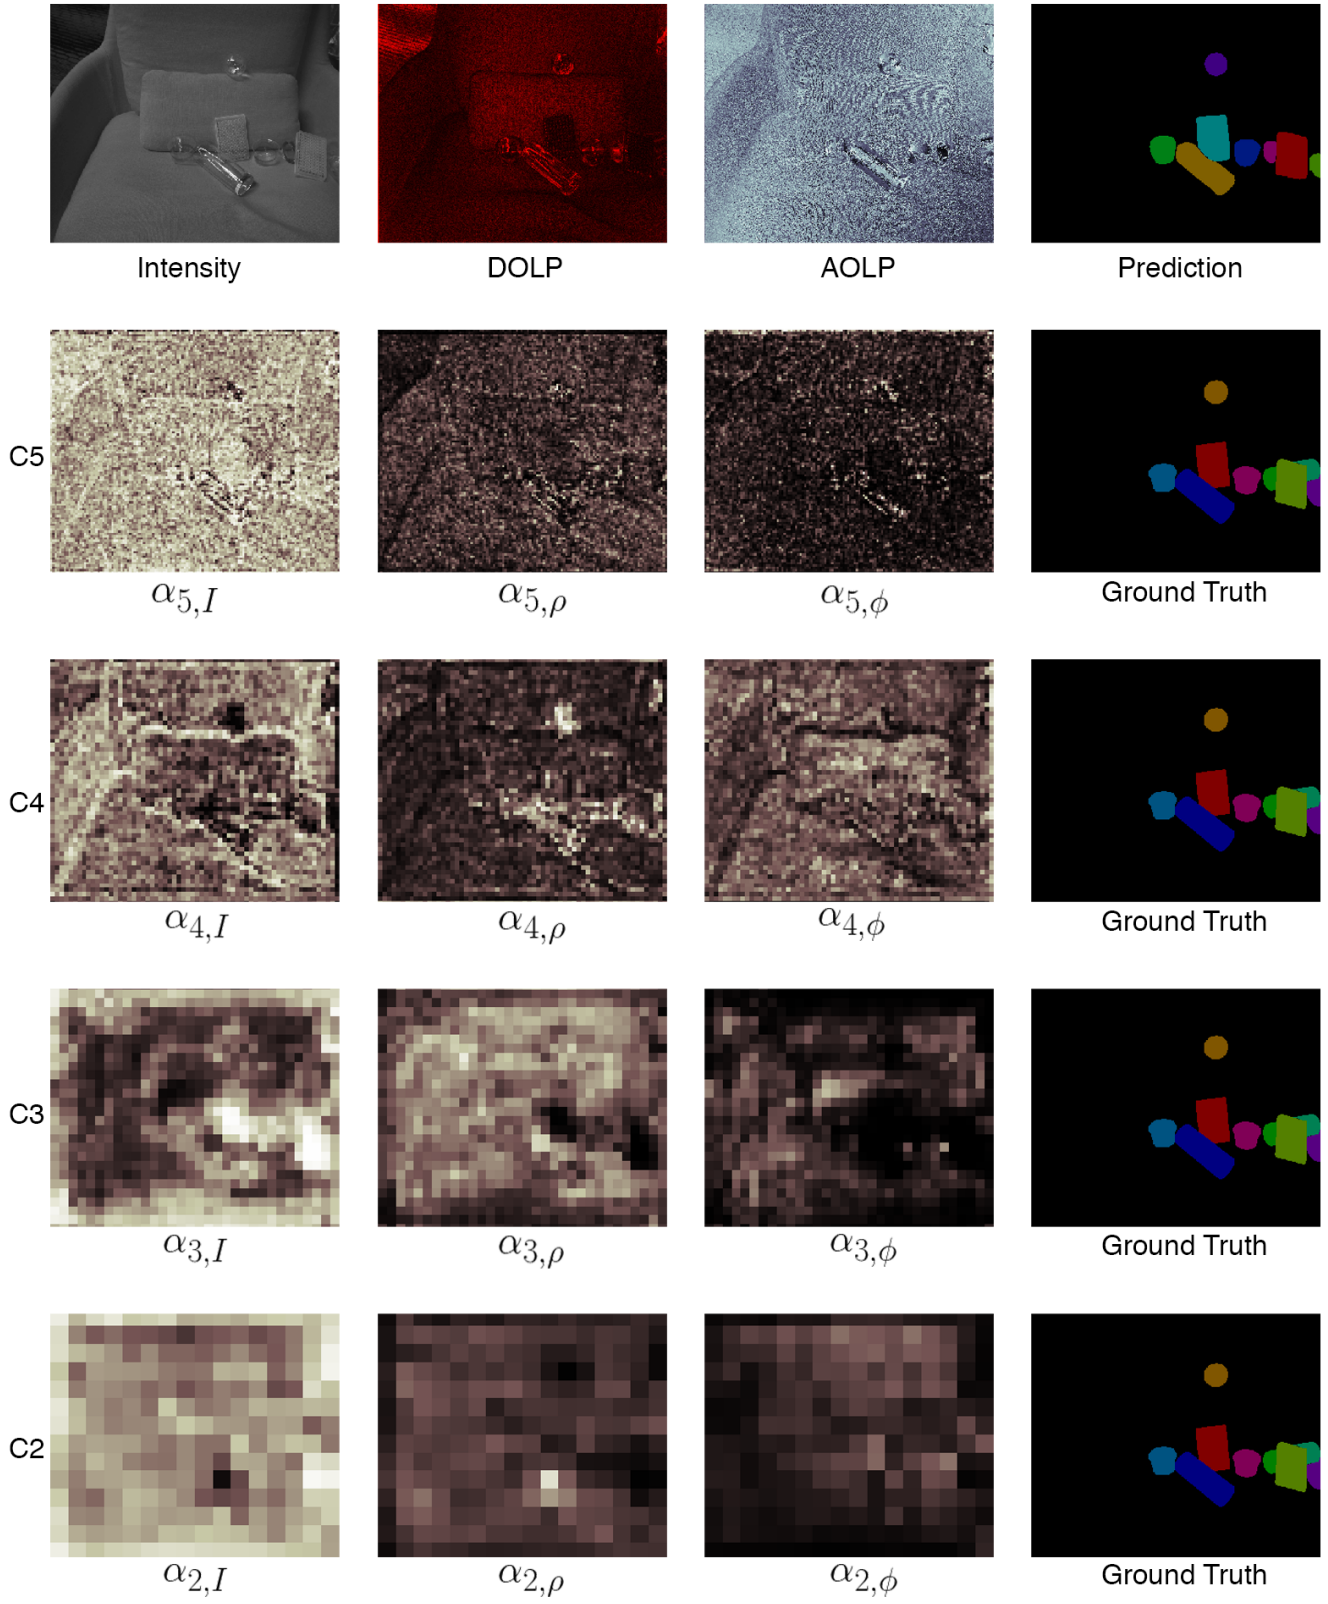 Intensity DOLP AOLP Prediction
C5
α5,I α5,ρ α5,ϕ Ground Truth
C4
α4,I α4,ρ α4,ϕ Ground Truth
C3
α3,I α3,ρ α3,ϕ Ground Truth
C2
α2,I α2,ρ α2,ϕ Ground Truth